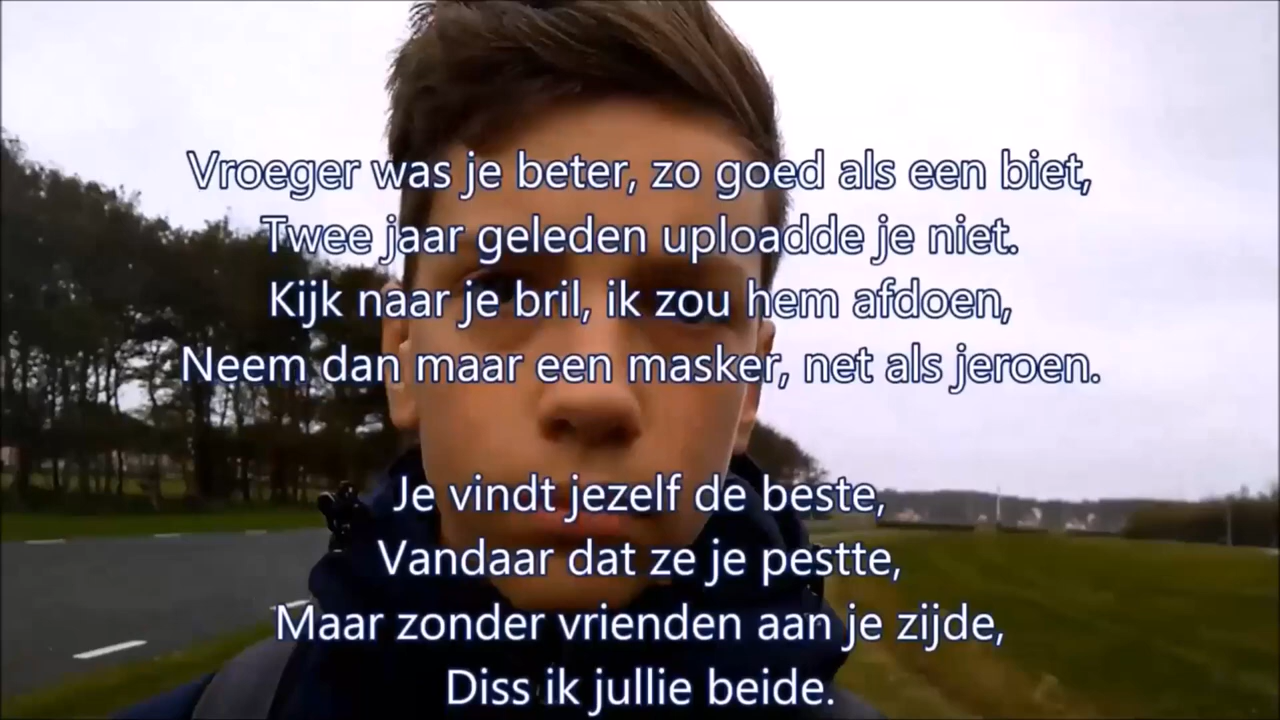 Vroeger was je beter, zo goed als een biet,
Twee jaar geleden uploadde je niet.
Kijk naar je bril, ik zou hem afdoen,
Neem dan maar een masker, net als jeroen.
Je vindt jezelf de beste,
Vandaar dat ze je pestte,
Maar zonder vrienden aan je zijde,
Diss ik jullie beide.